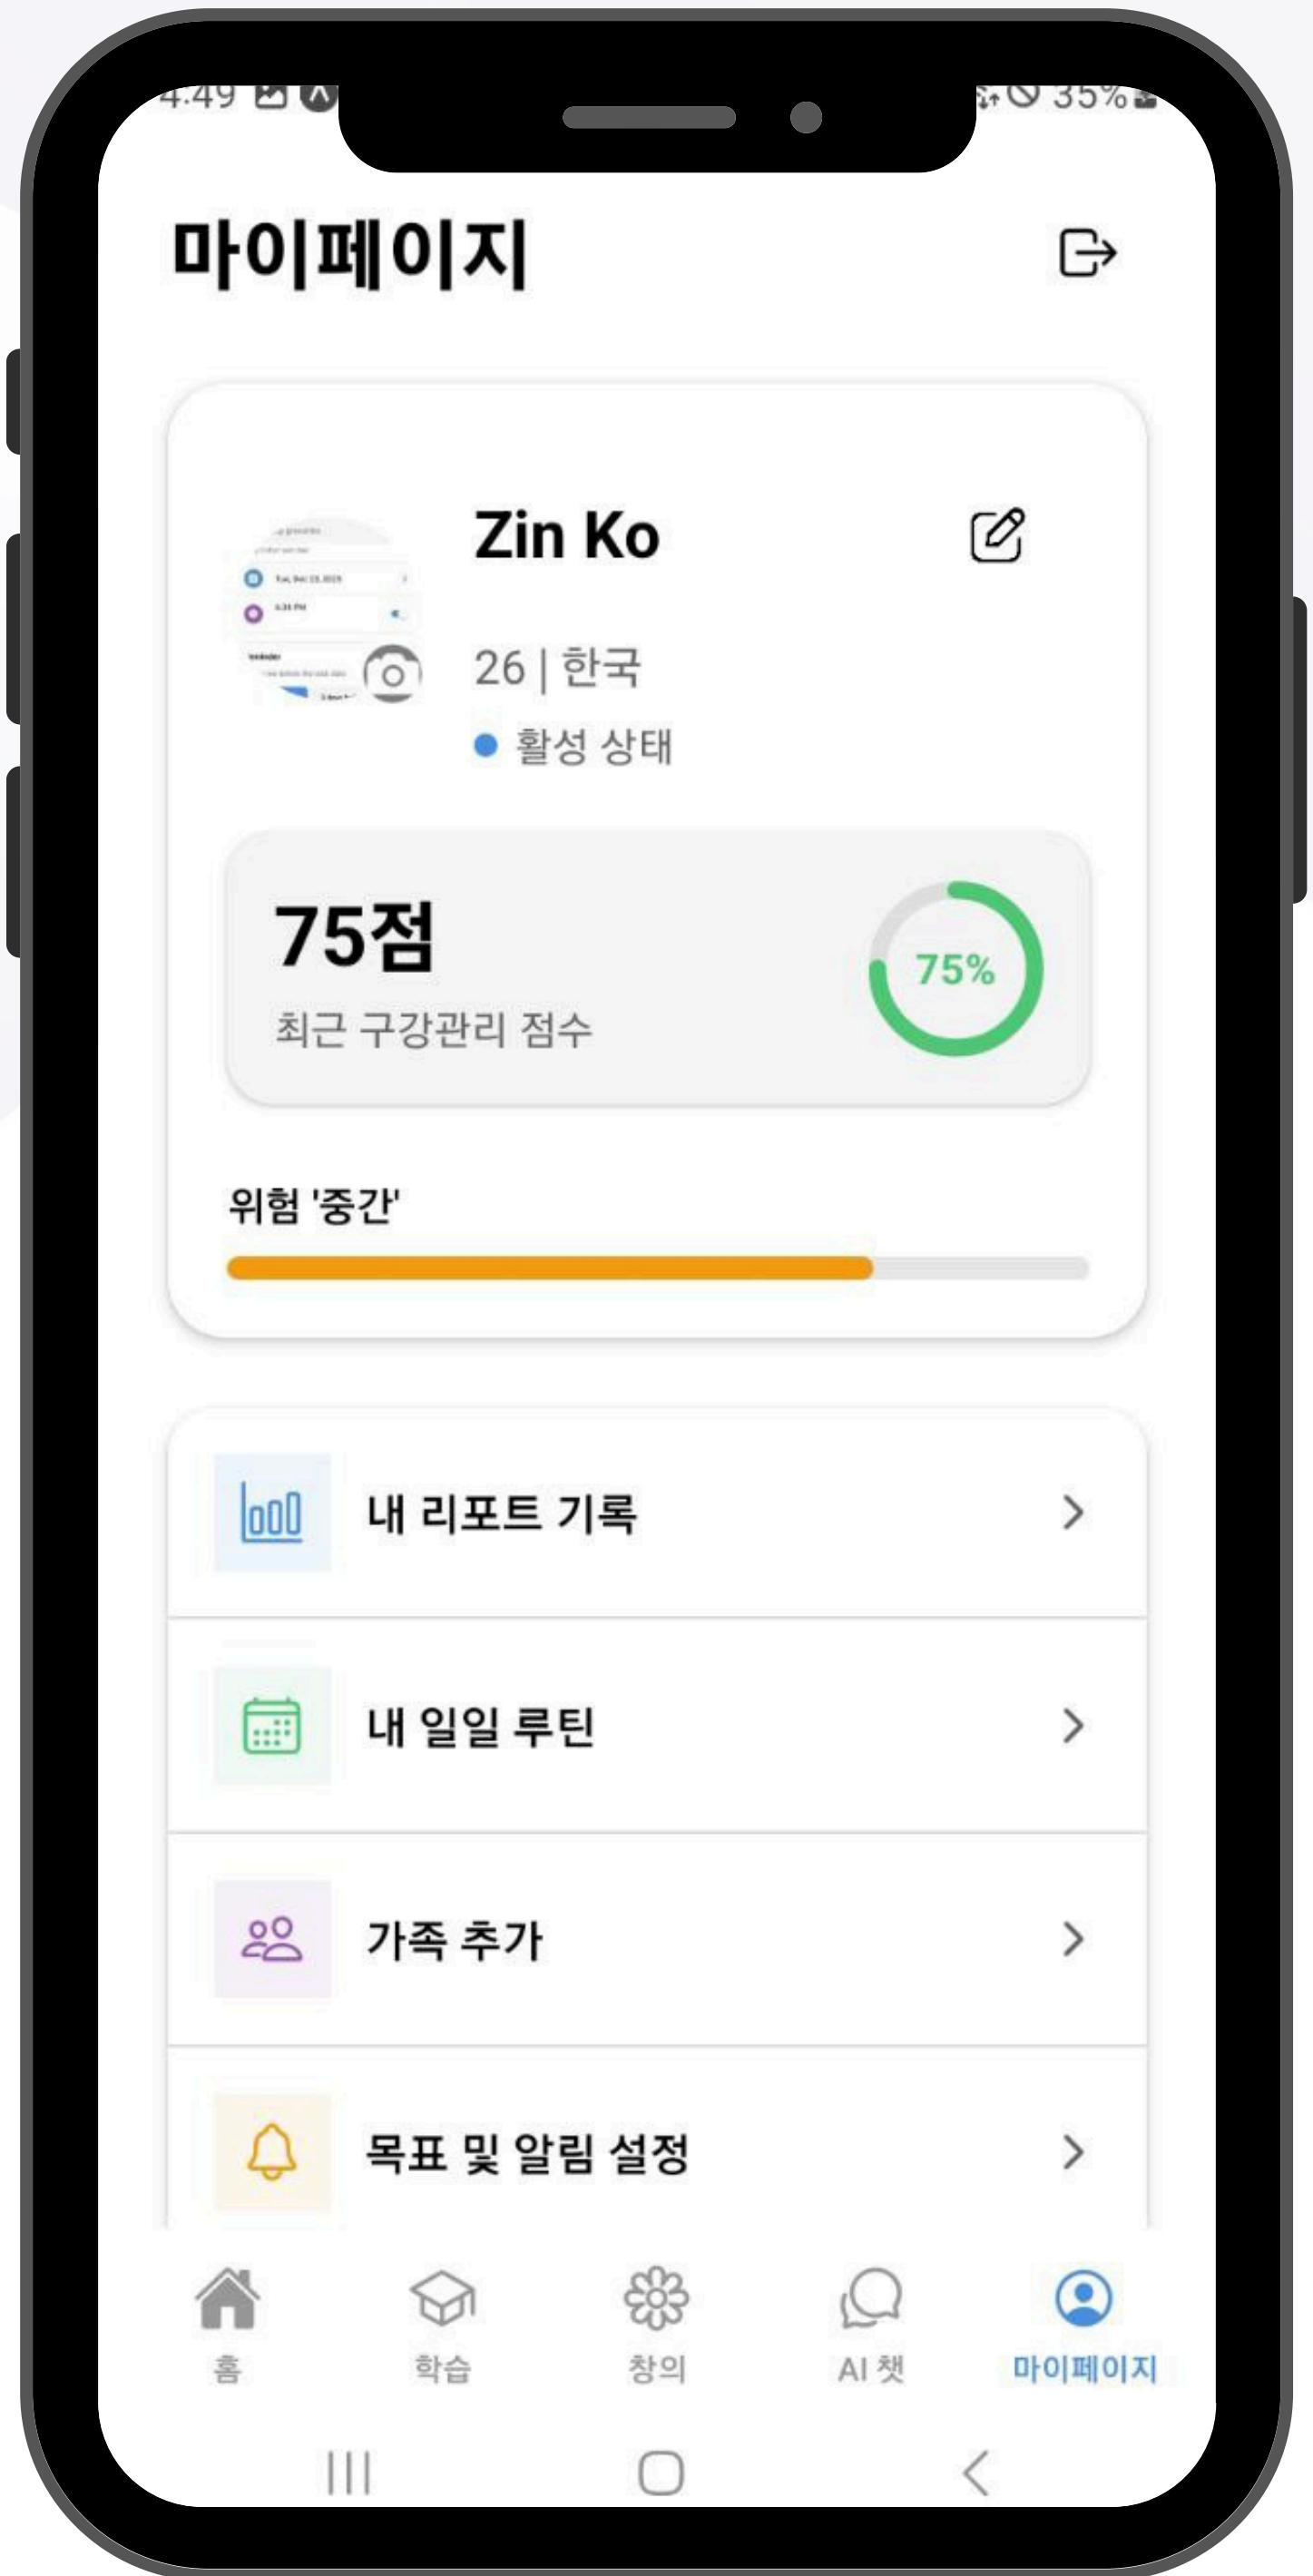 4:49 35%
마이페이지
Zin Ko
26 | 한국
활성 상태
75점
75%
최근 구강관리 점수
위험 '중간'
내 리포트 기록
내 일일 루틴
가족 추가
목표 및 알림 설정
홈 학습 창의 AI 챗 마이페이지